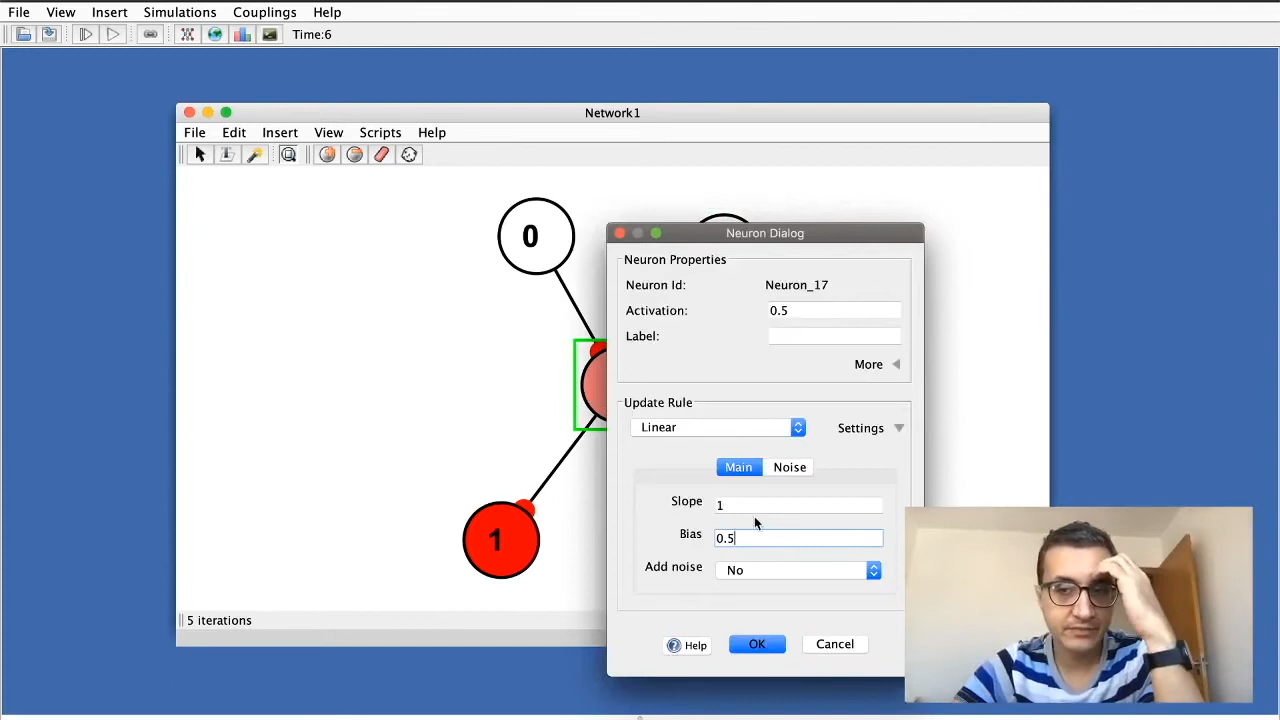 File View Insert Simulations Couplings Help
Time:6
Network1
File Edit Insert View Scripts Help
0
Neuron Dialog
Neuron Properties
Neuron Id: Neuron_17
Activation: 0.5
Label:
More
Update Rule
Linear Settings
Main Noise
Slope 1
Bias 0.5
Add noise No
1
5 iterations
Help OK Cancel